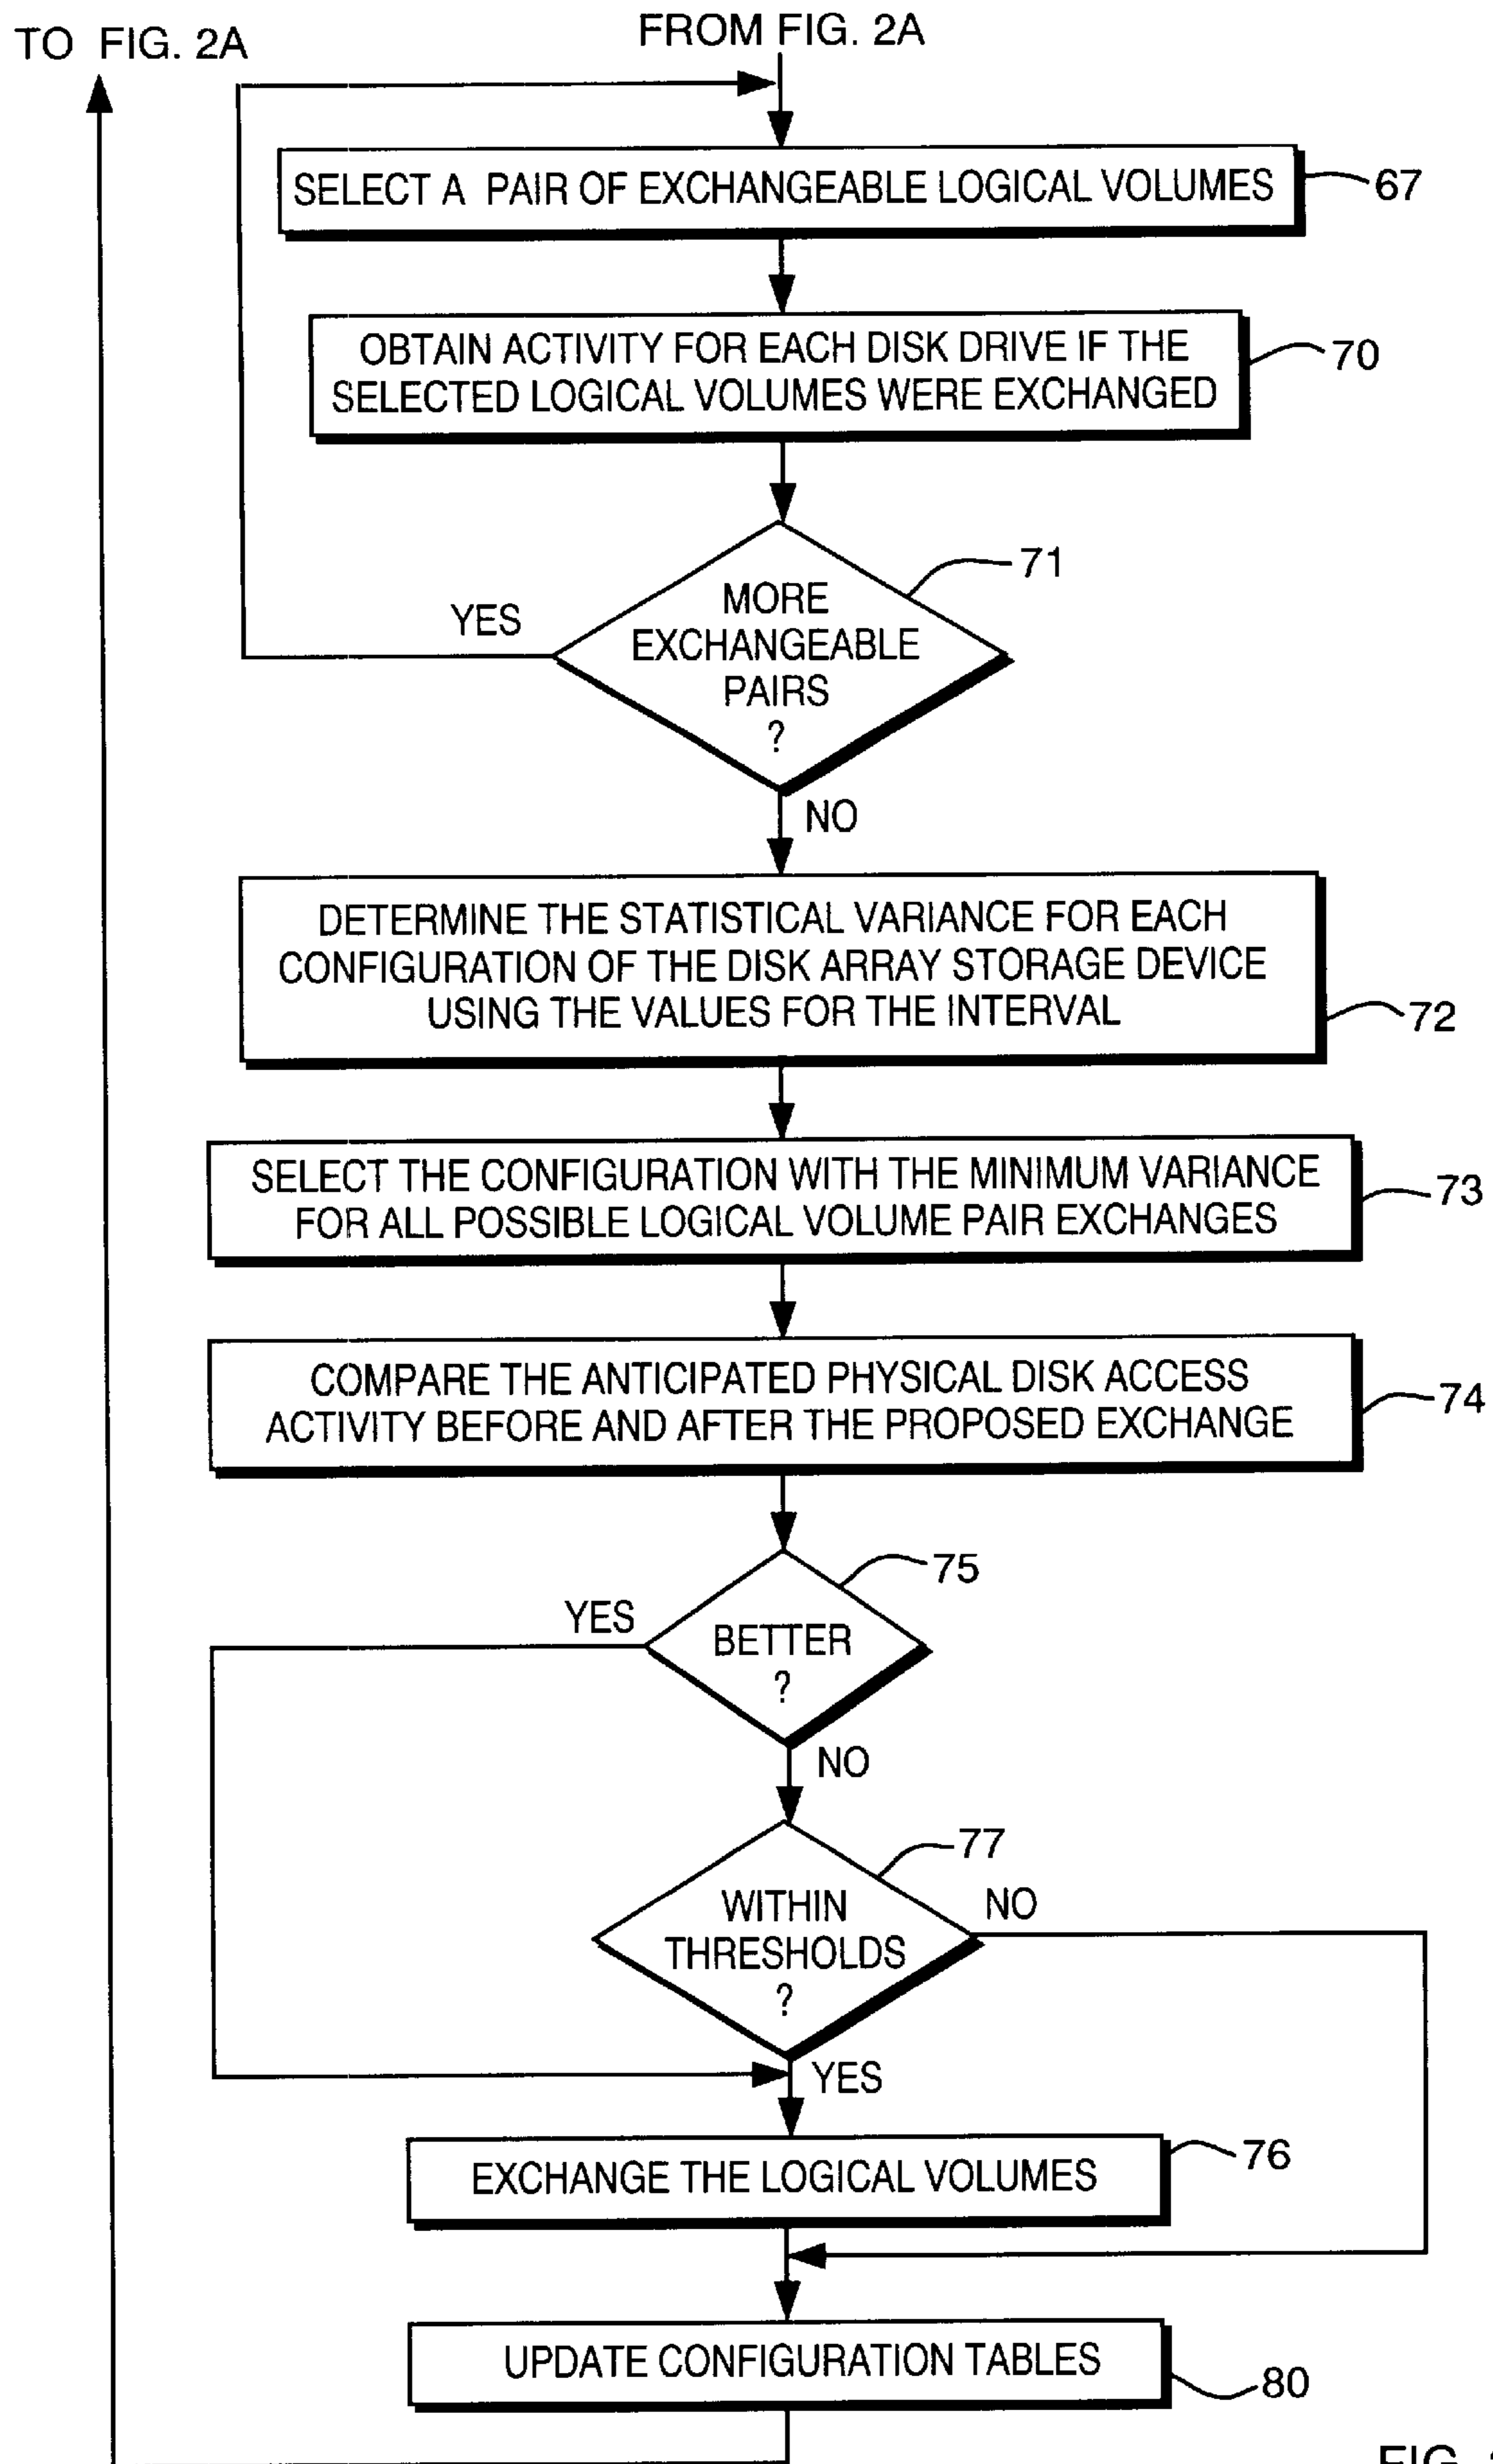 TO FIG. 2A
FROM FIG. 2A
SELECT A PAIR OF EXCHANGEABLE LOGICAL VOLUMES
67
OBTAIN ACTIVITY FOR EACH DISK DRIVE IF THE
SELECTED LOGICAL VOLUMES WERE EXCHANGED
70
71
MORE
EXCHANGEABLE
PAIRS
?
YES
NO
DETERMINE THE STATISTICAL VARIANCE FOR EACH
CONFIGURATION OF THE DISK ARRAY STORAGE DEVICE
USING THE VALUES FOR THE INTERVAL
72
SELECT THE CONFIGURATION WITH THE MINIMUM VARIANCE
FOR ALL POSSIBLE LOGICAL VOLUME PAIR EXCHANGES
73
COMPARE THE ANTICIPATED PHYSICAL DISK ACCESS
ACTIVITY BEFORE AND AFTER THE PROPOSED EXCHANGE
74
75
YES
BETTER
?
NO
77
WITHIN
THRESHOLDS
?
NO
YES
EXCHANGE THE LOGICAL VOLUMES
76
UPDATE CONFIGURATION TABLES
80
FIG.